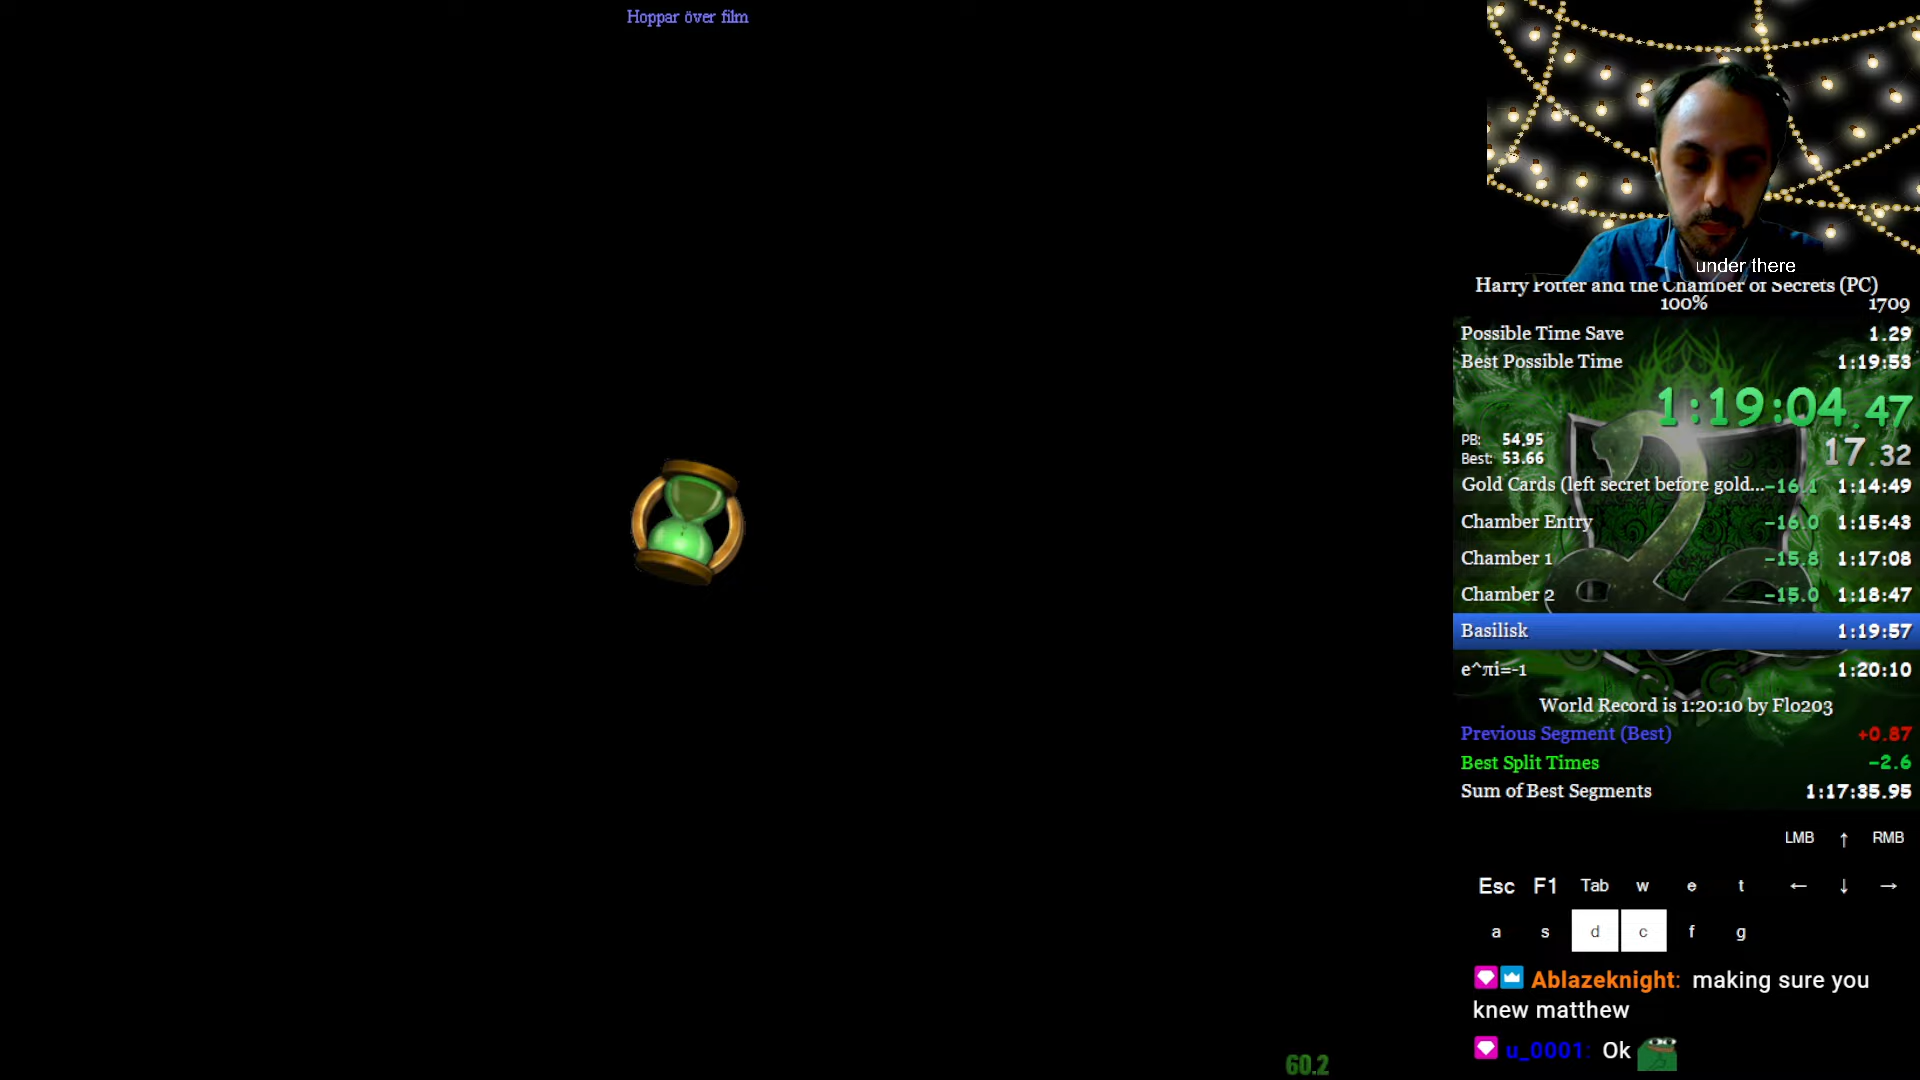 Hoppar över film
under there
Harry Potter and the Chamber of Secrets (PC)
100% 1709
Possible Time Save 1.29
Best Possible Time 1:19:53
1:19:04.47
PB: 54.95
Best: 53.66
17.32
Gold Cards (left secret before gold... -16.1 1:14:49
Chamber Entry -16.0 1:15:43
Chamber 1 -15.8 1:17:08
Chamber 2 -15.0 1:18:47
Basilisk 1:19:57
e^πi=-1 1:20:10
World Record is 1:20:10 by Flo203
Previous Segment (Best) +0.87
Best Split Times -2.6
Sum of Best Segments 1:17:35.95
LMB ↑ RMB
Esc F1 Tab w e t ← ↓ →
a s d c f g
Ablazeknight: making sure you
knew matthew
u_0001: Ok
60.2